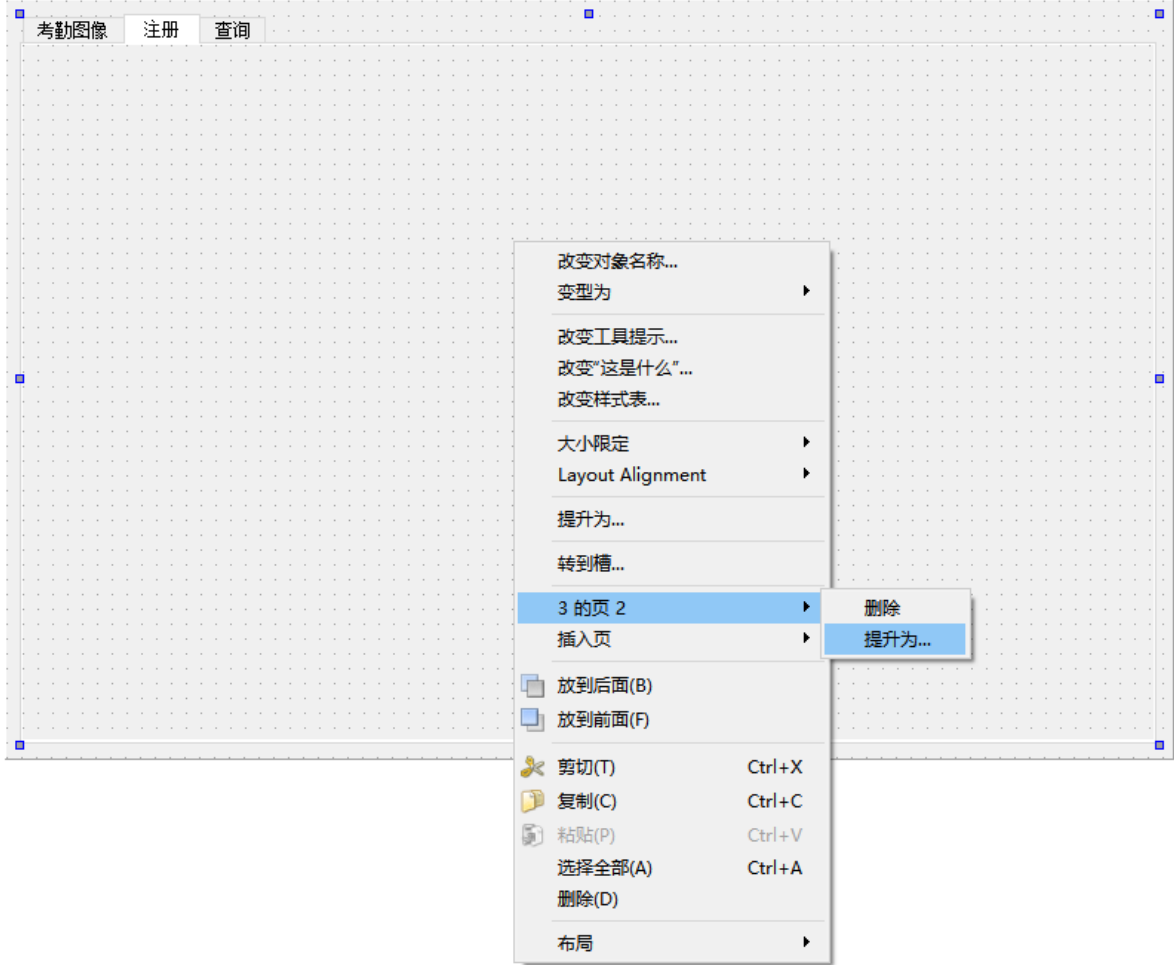 考勤图像 注册 查询
改变对象名称...
变型为
改变工具提示...
改变“这是什么”...
改变样式表...
大小限定
Layout Alignment
提升为...
转到槽...
3 的页 2 删除
插入页 提升为...
放到后面(B)
放到前面(F)
剪切(T) Ctrl+X
复制(C) Ctrl+C
粘贴(P) Ctrl+V
选择全部(A) Ctrl+A
删除(D)
布局